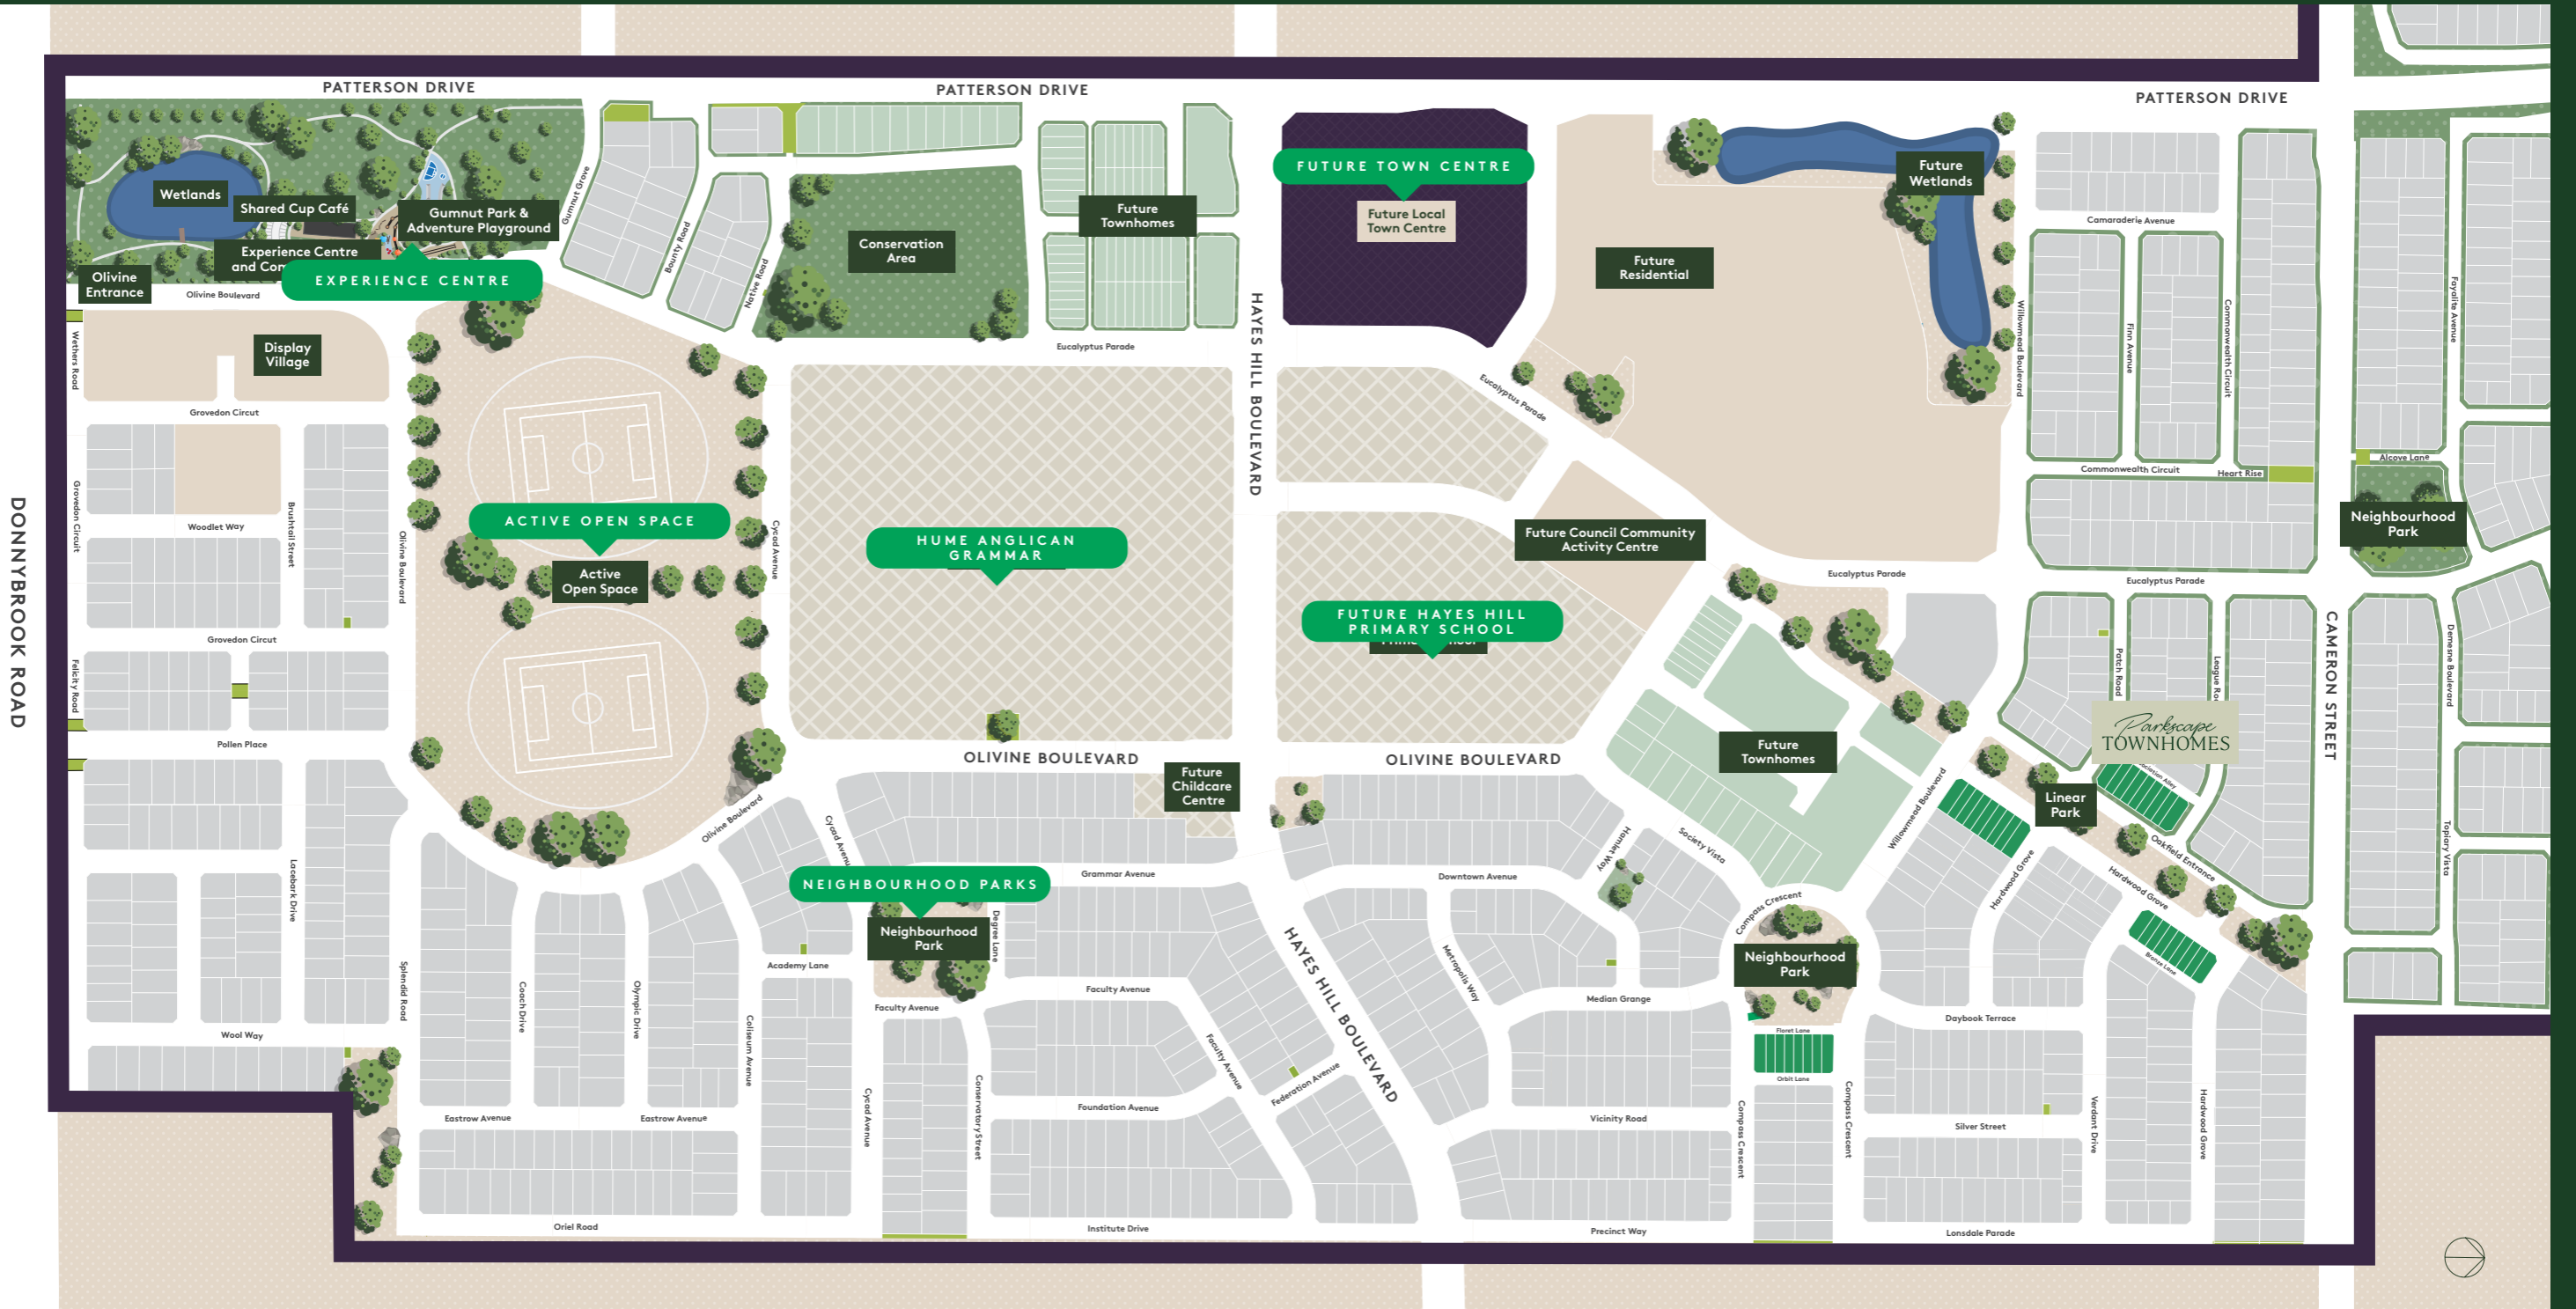 PATTERSON DRIVE
PATTERSON DRIVE
PATTERSON DRIVE
Wetlands
Shared Cup Café
Gumnut Park &
Adventure Playground
Experience Centre
and
EXPERIENCE CENTRE
Olivine
Entrance
Olivine Boulevard
Gumnut Grove
Bounty Road
Native Road
Conservation
Area
Future
Townhomes
Eucalyptus Parade
FUTURE TOWN CENTRE
Future Local
Town Centre
Future
Residential
Future
Wetlands
Camaraderie Avenue
Willowmead Boulevard
Finn Avenue
Commonwealth Circuit
Fayalite Avenue
Commonwealth Circuit
Heart Rise
Alcove Lane
Neighbourhood
Park
Wethers Road
Display
Village
Grovedon Circut
Grovedon Circuit
Woodlet Way
Brushtail Street
Olivine Boulevard
Grovedon Circut
Felicity Road
Pollen Place
DONNYBROOK ROAD
ACTIVE OPEN SPACE
Active
Open Space
Cycad Avenue
HUME ANGLICAN
GRAMMAR
HAYES HILL BOULEVARD
Eucalyptus Parade
Future Council Community
Activity Centre
FUTURE HAYES HILL
PRIMARY SCHOOL
Eucalyptus Parade
Eucalyptus Parade
Patch Road
CAMERON STREET
Demesne Boulevard
Parkscape
TOWNHOMES
Linear
Park
Oakfield Entrance
Hardwood Grove
Topiary Vista
OLIVINE BOULEVARD
OLIVINE BOULEVARD
Future
Childcare
Centre
Future
Townhomes
Willowmead Boulevard
Hardwood Grove
Society Vista
Hamlet Way
Olivine Boulevard
NEIGHBOURHOOD PARKS
Neighbourhood
Park
Grammar Avenue
Downtown Avenue
Degree Lane
Compass Crescent
Neighbourhood
Park
Bronze Lane
Lacebark Drive
Splendid Road
Wool Way
Coach Drive
Olympic Drive
Coliseum Avenue
Academy Lane
Faculty Avenue
Faculty Avenue
HAYES HILL BOULEVARD
Metropolis Way
Median Grange
Daybook Terrace
Floret Lane
Orbit Lane
Faculty Avenue
Federation Avenue
Cycad Avenue
Conservatory Street
Foundation Avenue
Eastrow Avenue
Eastrow Avenue
Vicinity Road
Compass Crescent
Compass Crescent
Silver Street
Verdant Drive
Hardwood Grove
Oriel Road
Institute Drive
Precinct Way
Lonsdale Parade